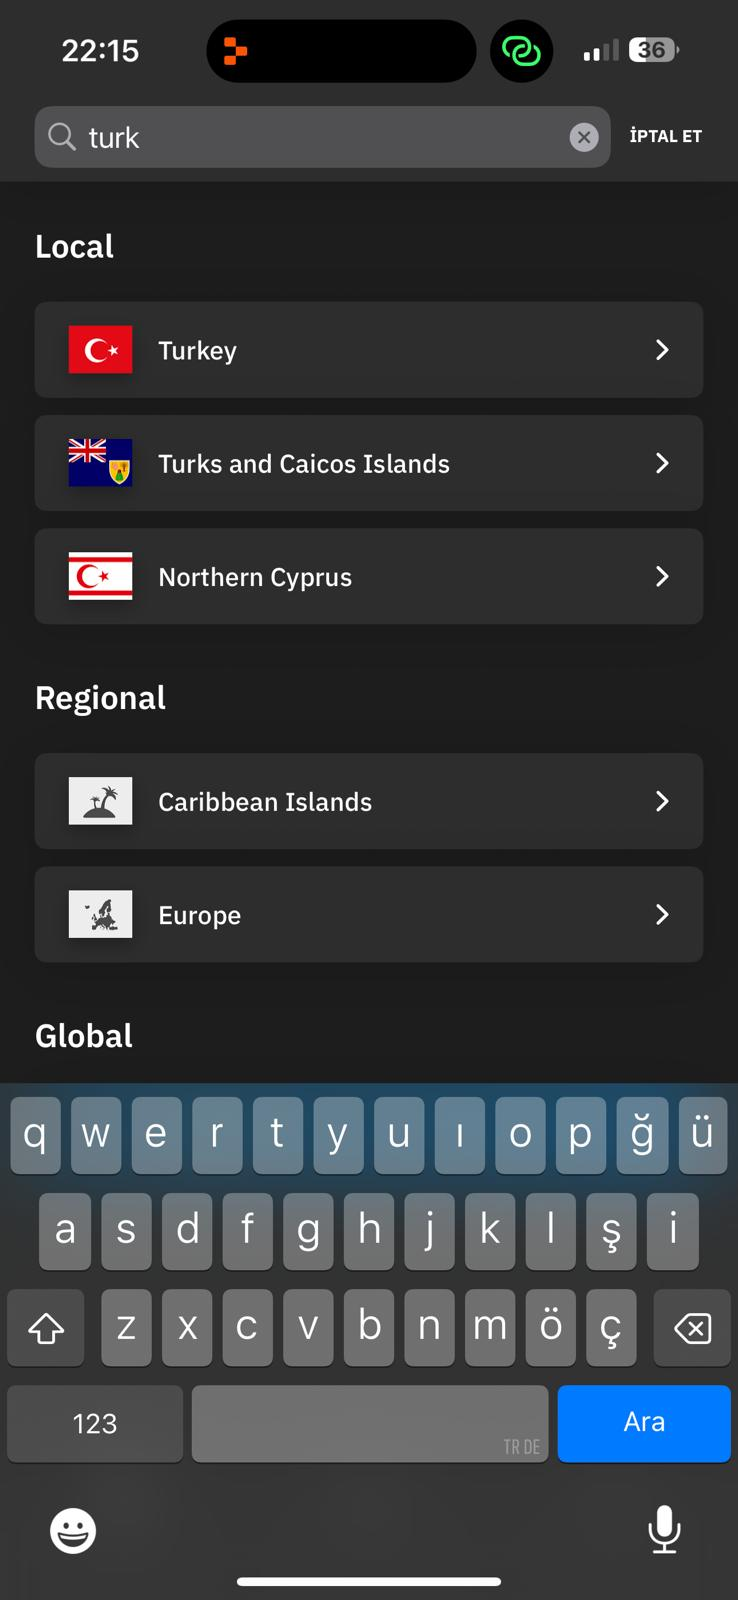 22:15
36
turk
İPTAL ET
Local
Turkey
Turks and Caicos Islands
Northern Cyprus
Regional
Caribbean Islands
Europe
Global
q w e r t y u ı o p ğ ü
a s d f g h j k l ş i
z x c v b n m ö ç
123
TR DE
Ara